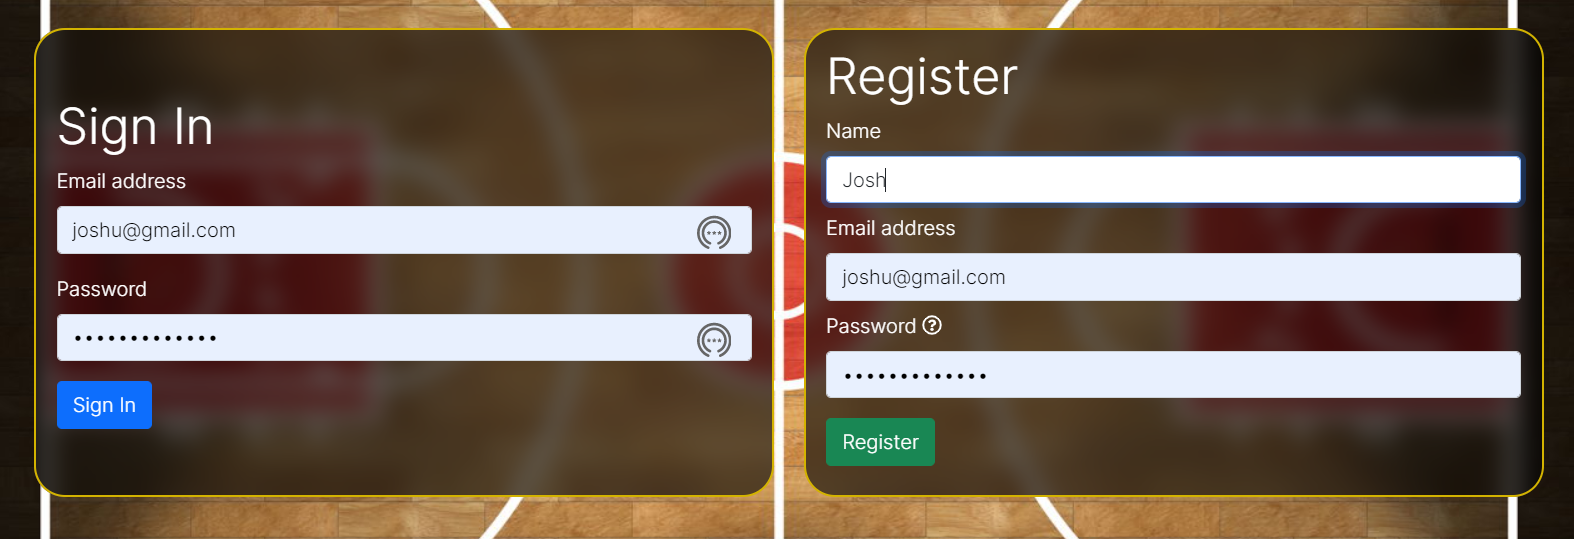 Sign In
Email address
joshu@gmail.com
Password
•••••••••••••
Sign In
Register
Name
Josh
Email address
joshu@gmail.com
Password
•••••••••••••
Register